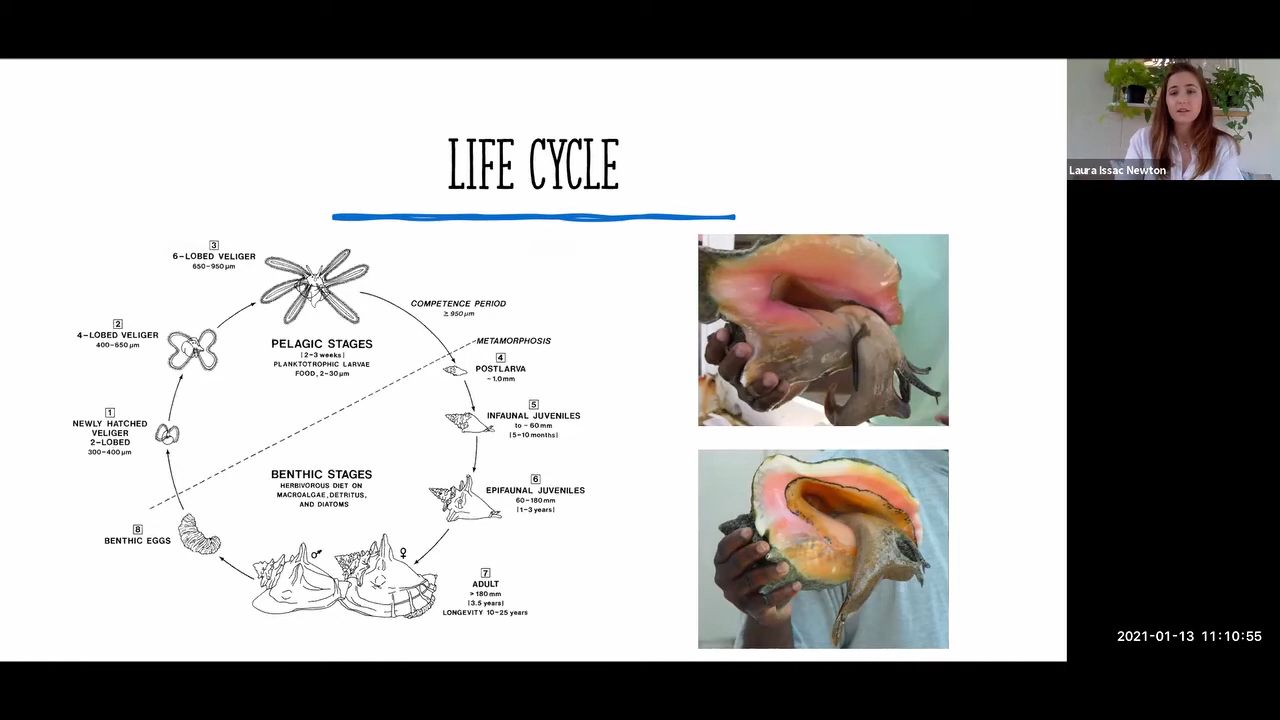 LIFE CYCLE
3
6-LOBED VELIGER
650-950 µm
COMPETENCE PERIOD
≥ 950 µm
2
4-LOBED VELIGER
400-650 µm
PELAGIC STAGES
|2-3 weeks|
PLANKTOTROPHIC LARVAE
FOOD, 2-30 µm
METAMORPHOSIS
4
POSTLARVA
~ 1.0 mm
1
NEWLY HATCHED
VELIGER
2-LOBED
300-400 µm
5
INFAUNAL JUVENILES
to ~ 60 mm
|5-10 months|
BENTHIC STAGES
HERBIVOROUS DIET ON
MACROALGAE, DETRITUS,
AND DIATOMS
6
EPIFAUNAL JUVENILES
60-180 mm
|1-3 years|
8
BENTHIC EGGS
♂
♀
7
ADULT
> 180 mm
|3.5 years|
LONGEVITY 10-25 years
Laura Issac Newton
2021-01-13 11:10:55